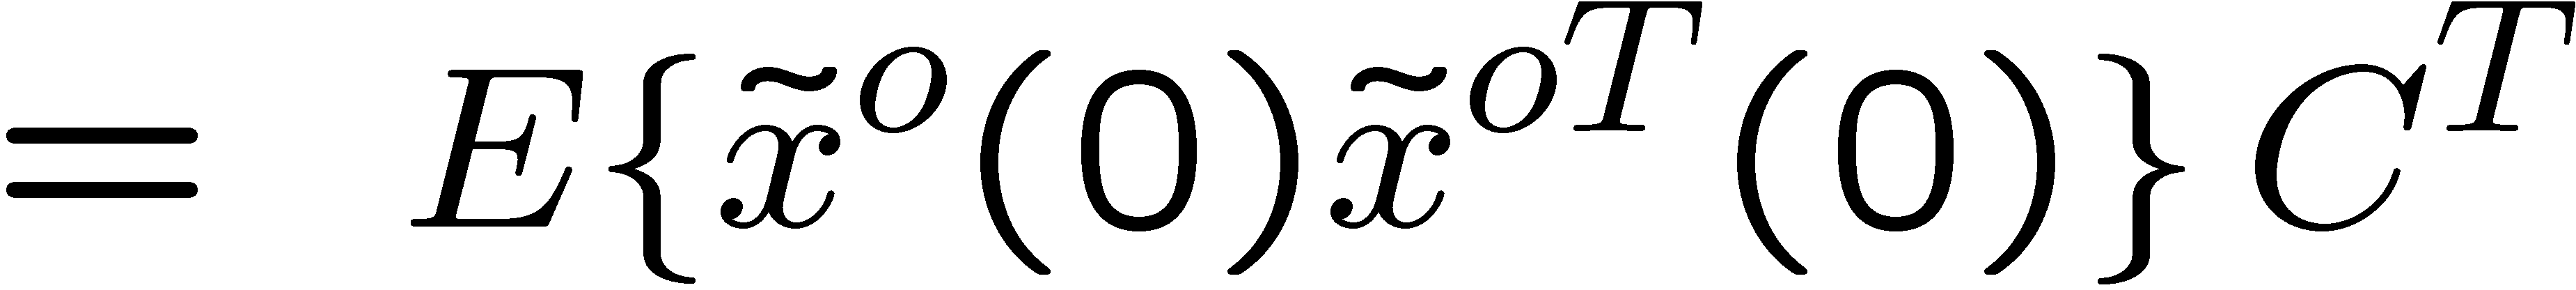 = E{x̃^o(0)x̃^{oT}(0)}C^T